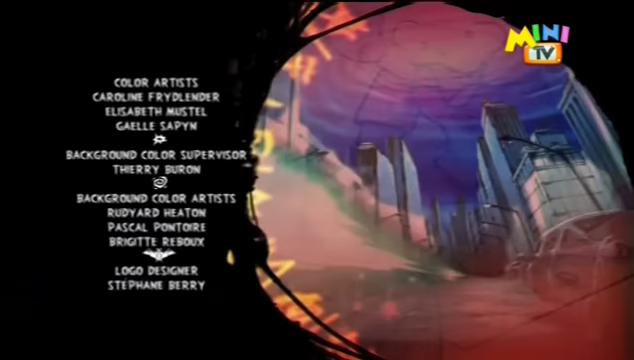 COLOR ARTISTS
CAROLINE FRYDLENDER
ELISABETH MUSTEL
GAELLE SAPYN
BACKGROUND COLOR SUPERVISOR
THIERRY BURON
BACKGROUND COLOR ARTISTS
RUDYARD HEATON
PASCAL PONTOIRE
BRIGITTE REBOUX
LOGO DESIGNER
STEPHANE BERRY
MINI
TV